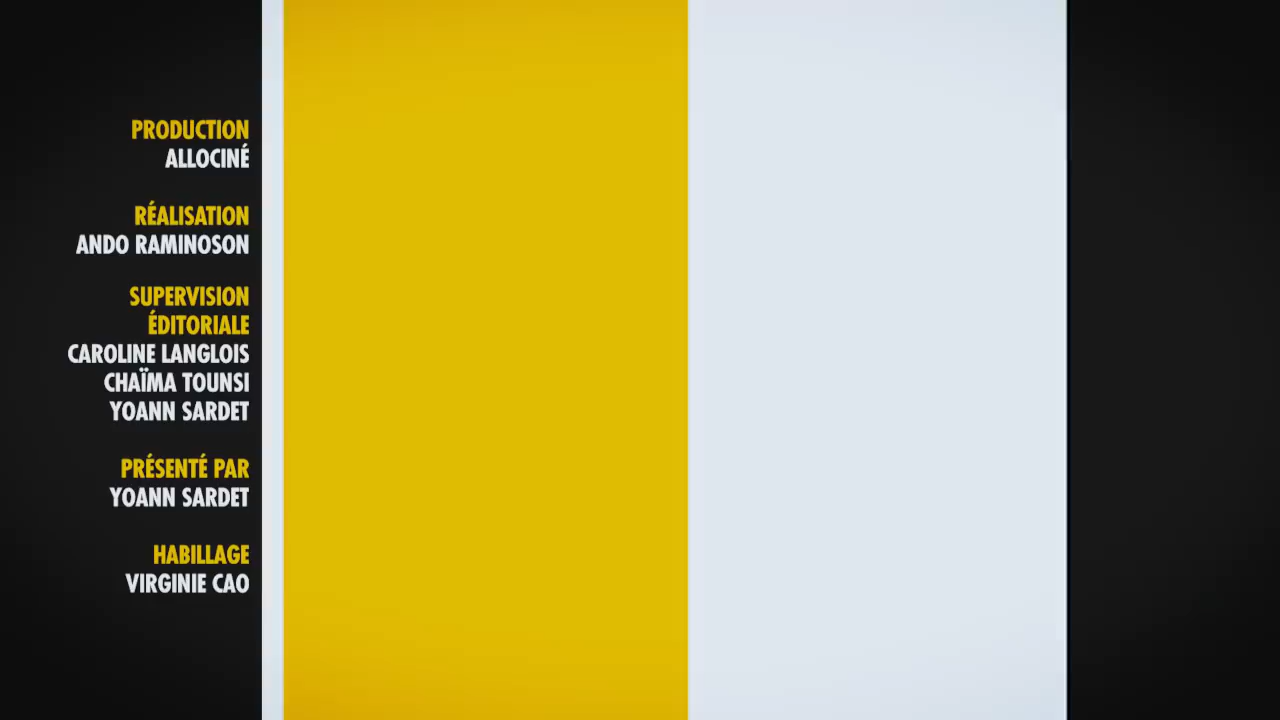 PRODUCTION
ALLOCINÉ
RÉALISATION
ANDO RAMINOSON
SUPERVISION
ÉDITORIALE
CAROLINE LANGLOIS
CHAÏMA TOUNSI
YOANN SARDET
PRÉSENTÉ PAR
YOANN SARDET
HABILLAGE
VIRGINIE CAO